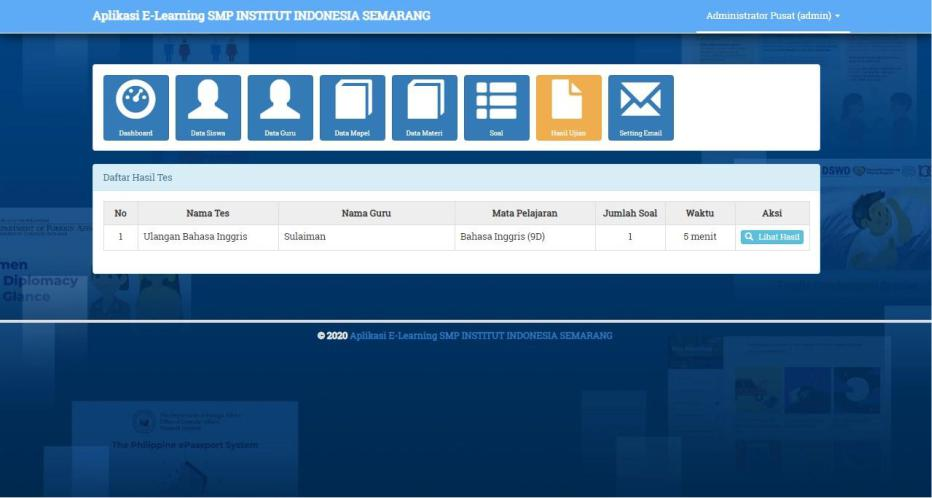 Aplikasi E-Learning SMP INSTITUT INDONESIA SEMARANG
Administrator Pusat (admin)
Dashboard
Data Siswa
Data Guru
Data Mapel
Data Materi
Soal
Hasil Ujian
Setting Email
Daftar Hasil Tes
No Nama Tes Nama Guru Mata Pelajaran Jumlah Soal Waktu Aksi
1 Ulangan Bahasa Inggris Sulaiman Bahasa Inggris (9D) 1 5 menit Lihat Hasil
DSWD
men
Diplomacy
Glance
© 2020 Aplikasi E-Learning SMP INSTITUT INDONESIA SEMARANG
The Philippine ePassport System